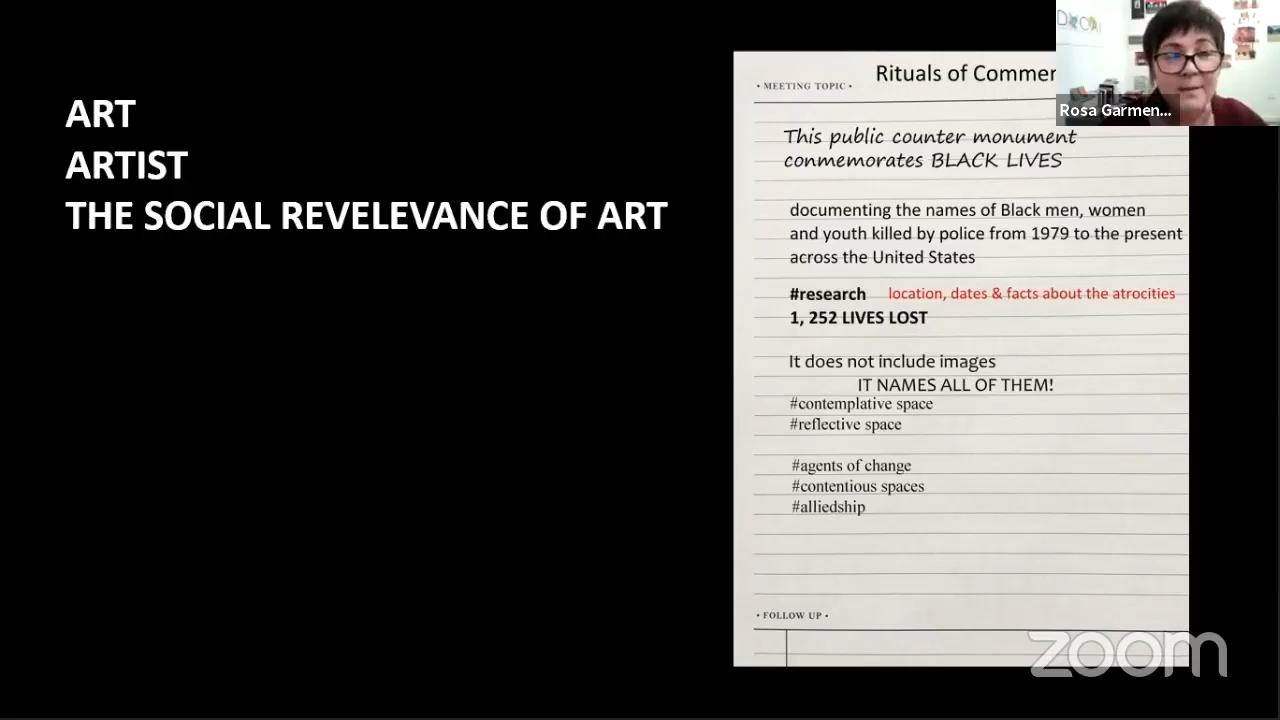 ART
ARTIST
THE SOCIAL REVELEVANCE OF ART
• MEETING TOPIC •
Rituals of Commer
This public counter monument
conmemorates BLACK LIVES
documenting the names of Black men, women
and youth killed by police from 1979 to the present
across the United States
#research location, dates & facts about the atrocities
1, 252 LIVES LOST
It does not include images
IT NAMES ALL OF THEM!
#contemplative space
#reflective space
#agents of change
#contentious spaces
#alliedship
• FOLLOW UP •
Rosa Garmen...
zoom